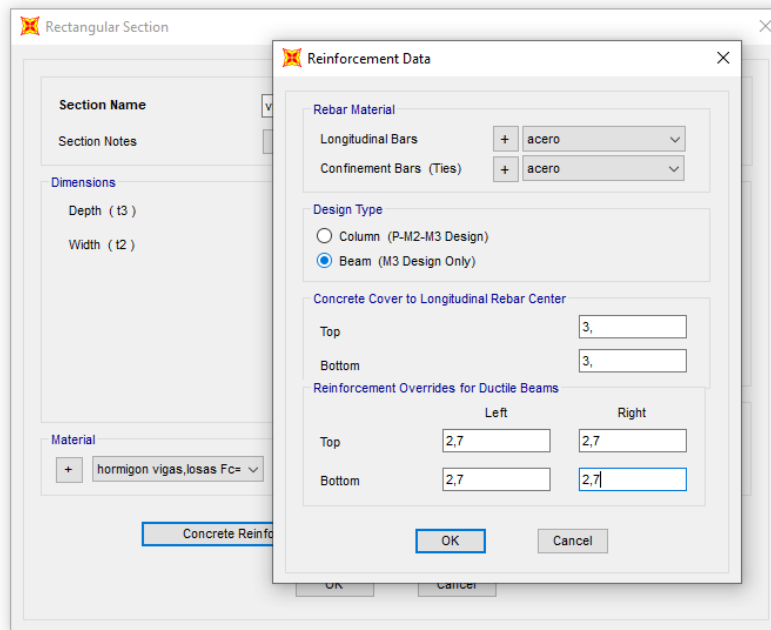 Rectangular Section
Section Name
v
Section Notes
Dimensions
Depth ( t3 )
Width ( t2 )
Material
+ hormigon vigas,losas Fc=
Concrete Reinfo
OK Cancel
Reinforcement Data
Rebar Material
Longitudinal Bars + acero
Confinement Bars (Ties) + acero
Design Type
Column (P-M2-M3 Design)
Beam (M3 Design Only)
Concrete Cover to Longitudinal Rebar Center
Top 3,
Bottom 3,
Reinforcement Overrides for Ductile Beams
Left Right
Top 2,7 2,7
Bottom 2,7 2,7
OK Cancel